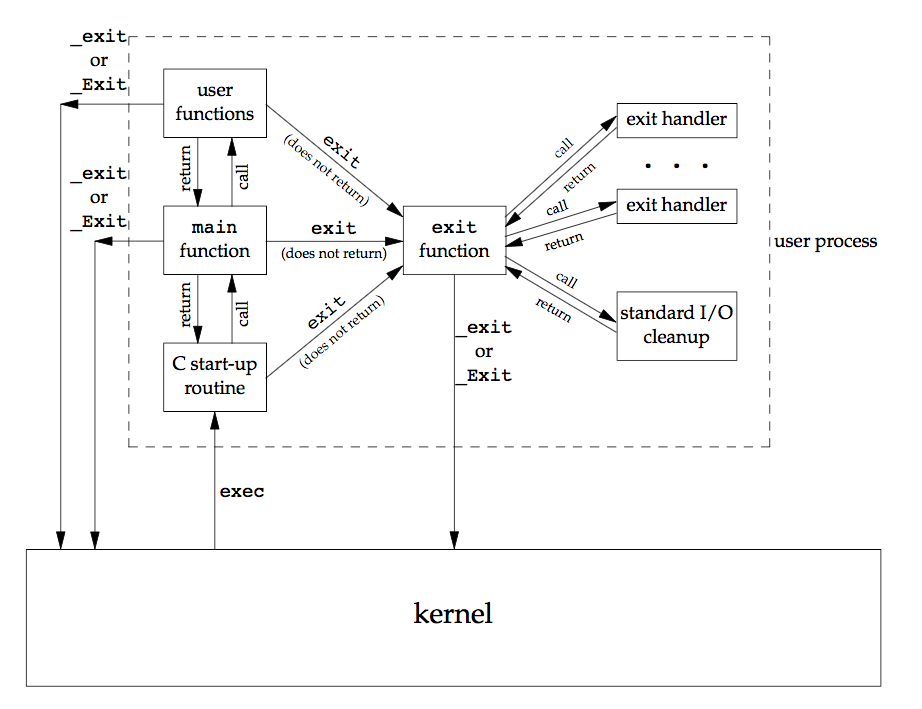 _exit
or
_Exit
user
functions
exit
(does not return)
exit handler
call
return
. . .
return
call
_exit
or
_Exit
main
function
exit
(does not return)
exit
function
call
return
exit handler
user process
return
call
exit
(does not return)
call
return
standard I/O
cleanup
C start-up
routine
_exit
or
_Exit
exec
kernel